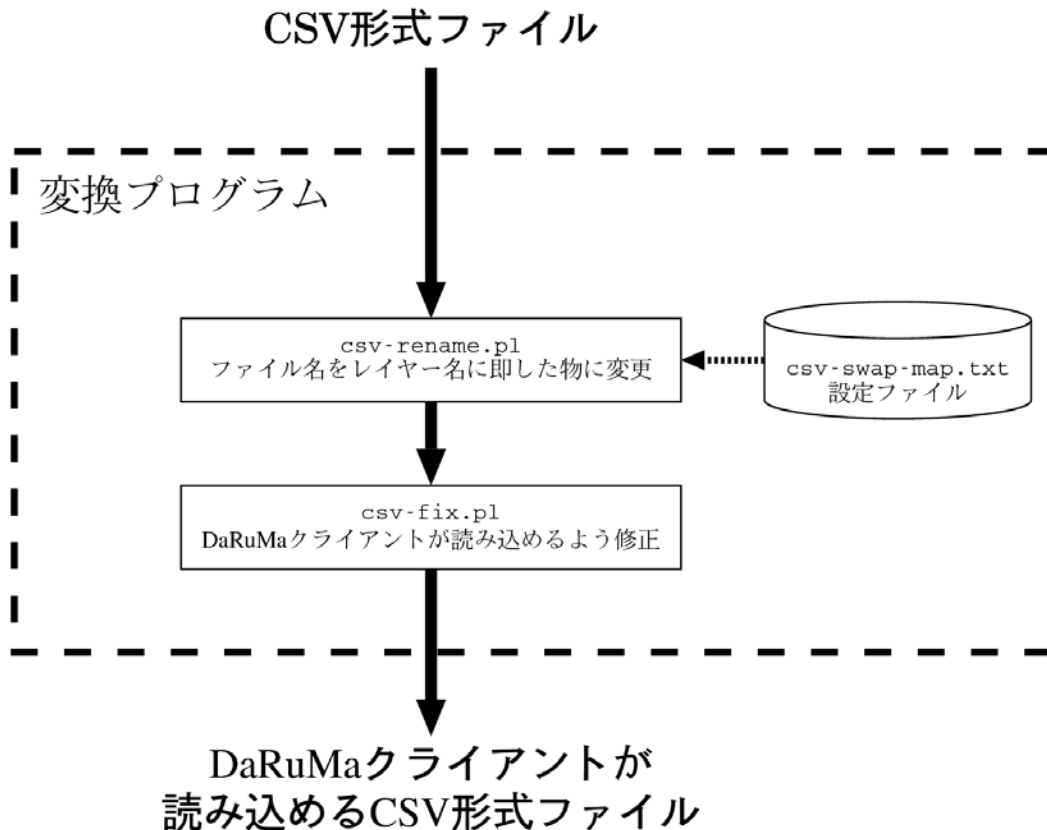 CSV形式ファイル
変換プログラム
csv-rename.pl
ファイル名をレイヤー名に即した物に変更
csv-swap-map.txt
設定ファイル
csv-fix.pl
DaRuMaクライアントが読み込めるよう修正
DaRuMaクライアントが
読み込めるCSV形式ファイル